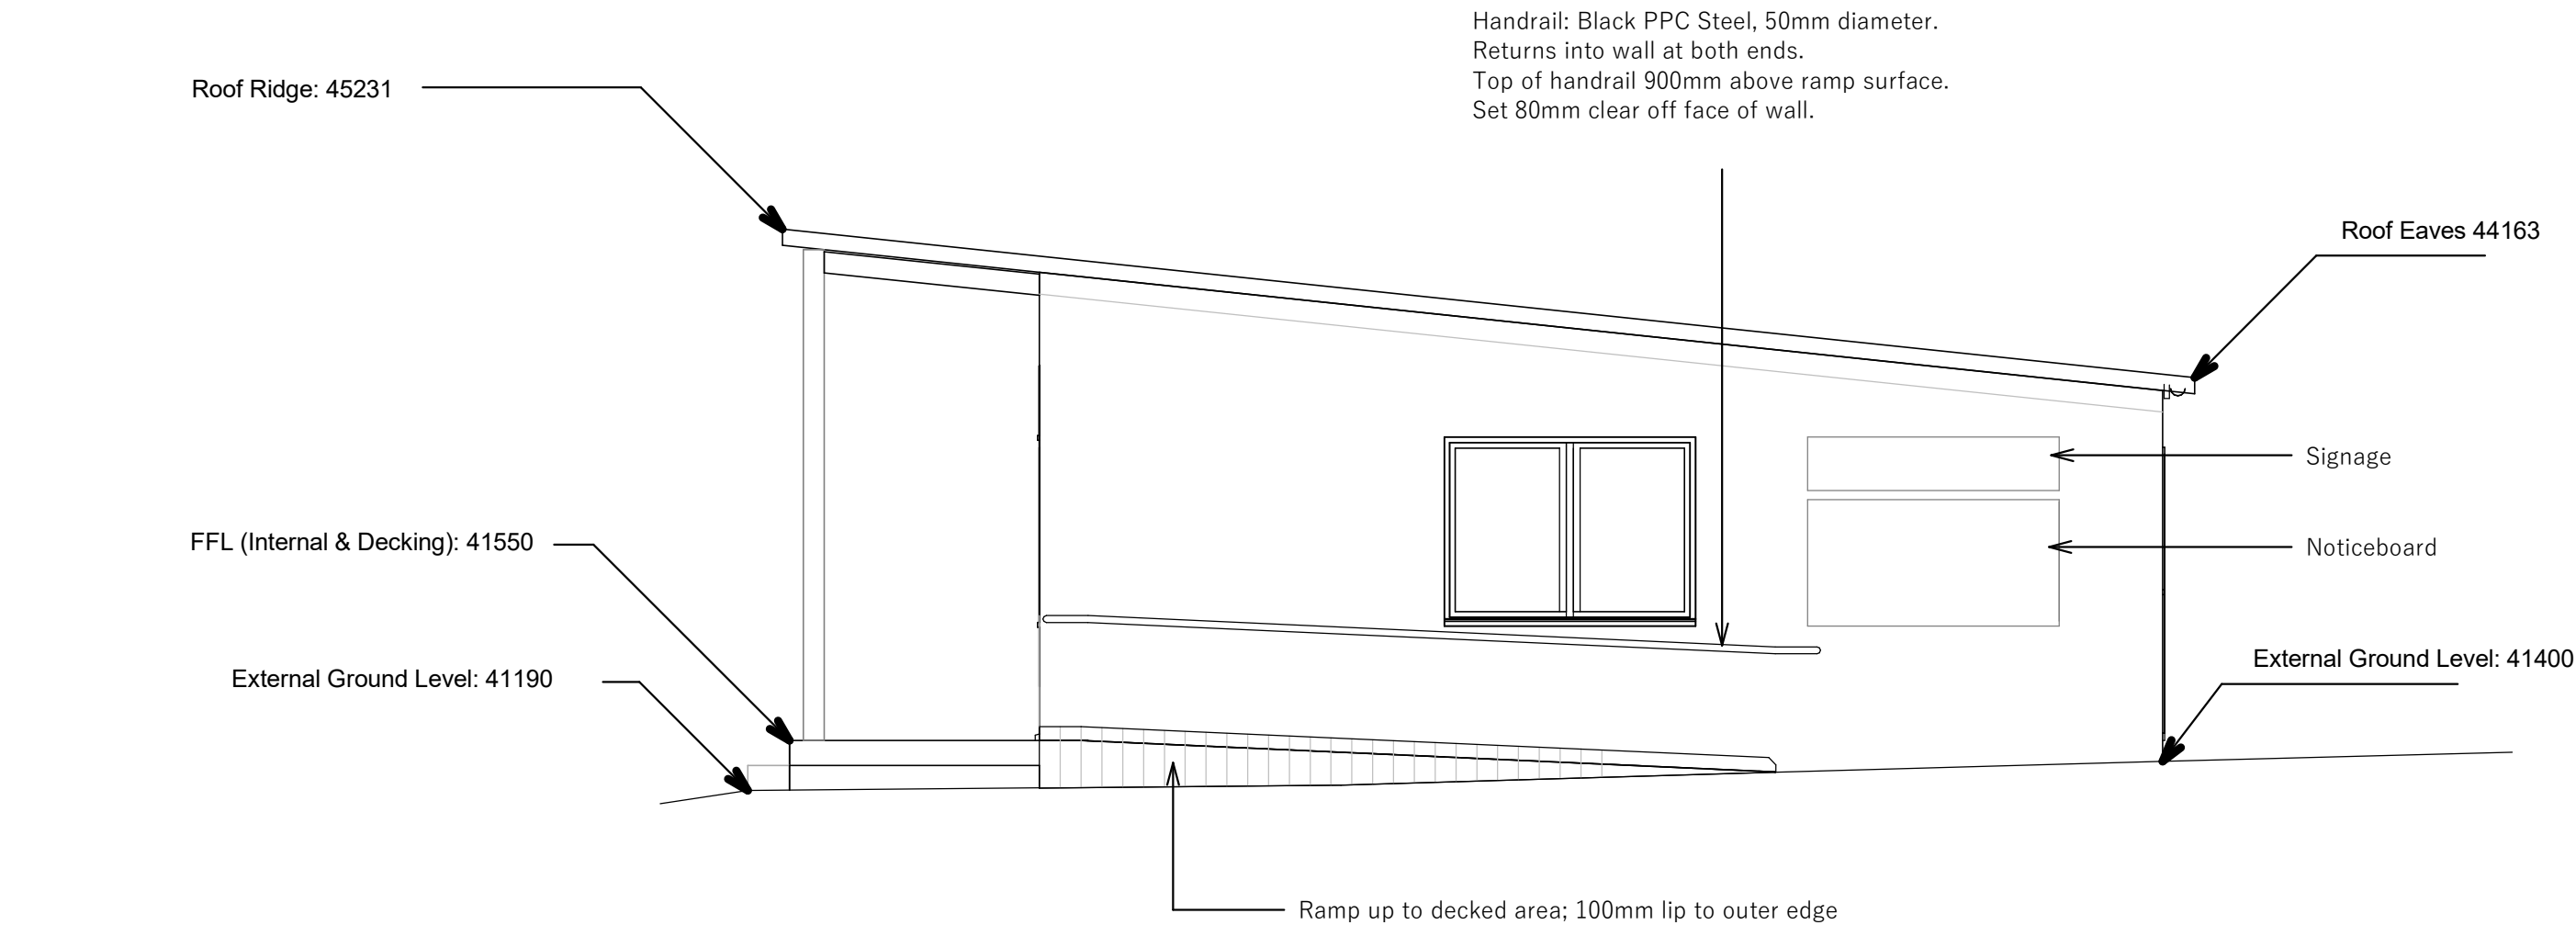 Handrail: Black PPC Steel, 50mm diameter.
Returns into wall at both ends.
Top of handrail 900mm above ramp surface.
Set 80mm clear off face of wall.
Roof Ridge: 45231
Roof Eaves 44163
Signage
FFL (Internal & Decking): 41550
Noticeboard
External Ground Level: 41190
External Ground Level: 41400
Ramp up to decked area; 100mm lip to outer edge